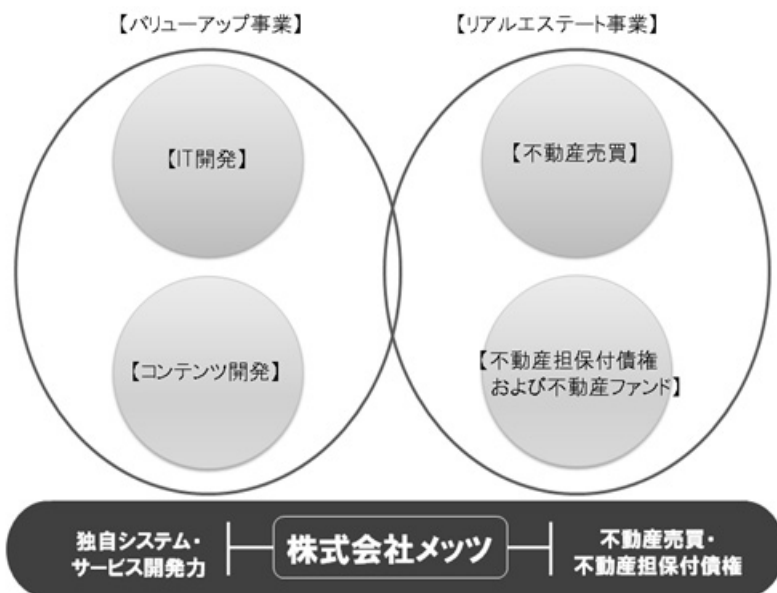 【バリューアップ事業】
【リアルエステート事業】
【IT開発】
【不動産売買】
【コンテンツ開発】
【不動産担保付債権
および不動産ファンド】
独自システム・
サービス開発力
株式会社メッツ
不動産売買・
不動産担保付債権